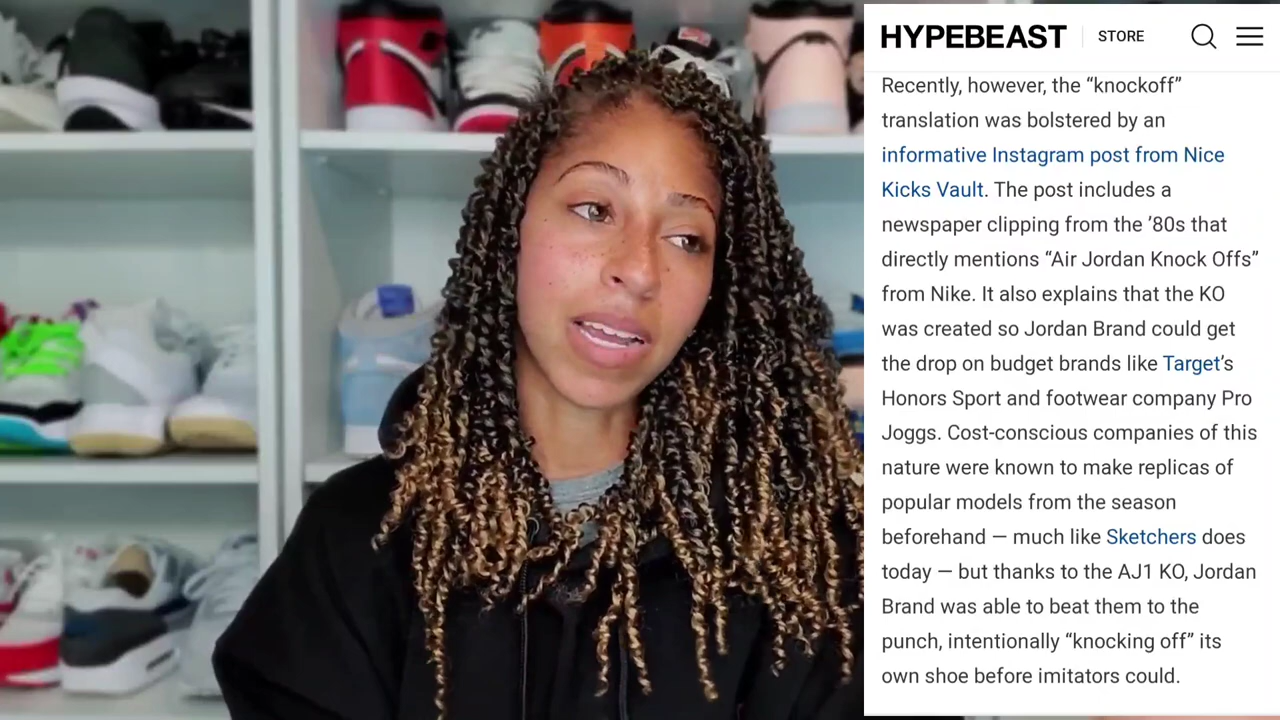 HYPEBEAST
STORE
Recently, however, the “knockoff”
translation was bolstered by an
informative Instagram post from Nice
Kicks Vault. The post includes a
newspaper clipping from the ’80s that
directly mentions “Air Jordan Knock Offs”
from Nike. It also explains that the KO
was created so Jordan Brand could get
the drop on budget brands like Target’s
Honors Sport and footwear company Pro
Joggs. Cost-conscious companies of this
nature were known to make replicas of
popular models from the season
beforehand — much like Sketchers does
today — but thanks to the AJ1 KO, Jordan
Brand was able to beat them to the
punch, intentionally “knocking off” its
own shoe before imitators could.